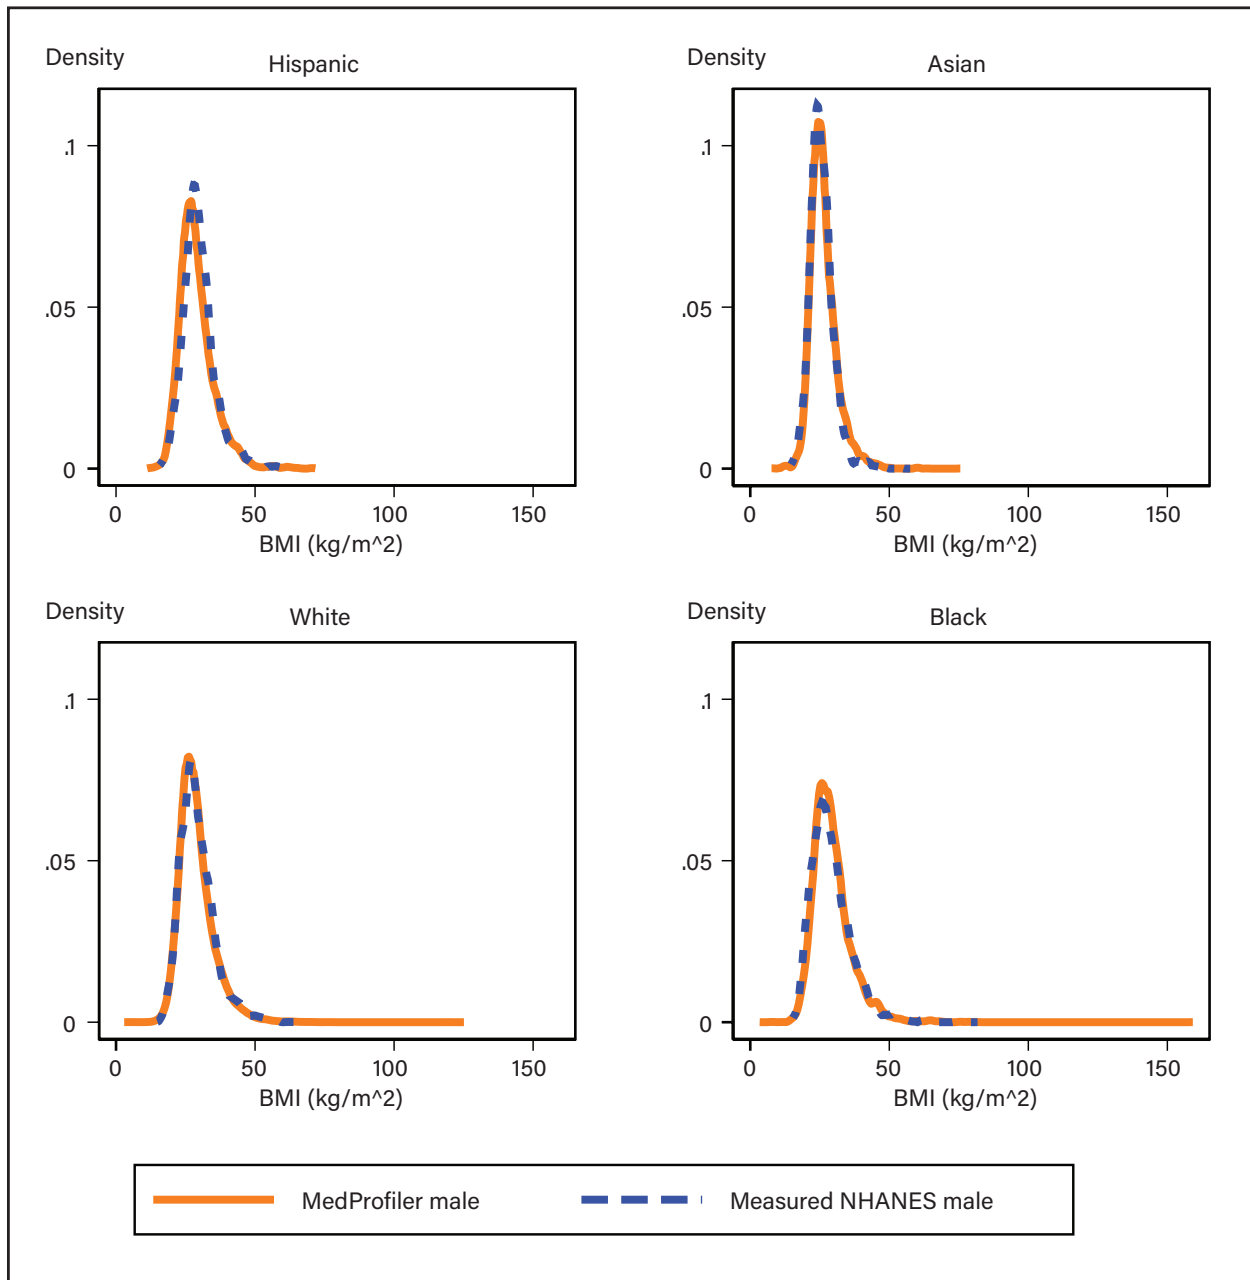 Density
Hispanic
.1
.05
0
0 50 100 150
BMI (kg/m^2)
Density
Asian
.1
.05
0
0 50 100 150
BMI (kg/m^2)
Density
White
.1
.05
0
0 50 100 150
BMI (kg/m^2)
Density
Black
.1
.05
0
0 50 100 150
BMI (kg/m^2)
MedProfiler male
Measured NHANES male